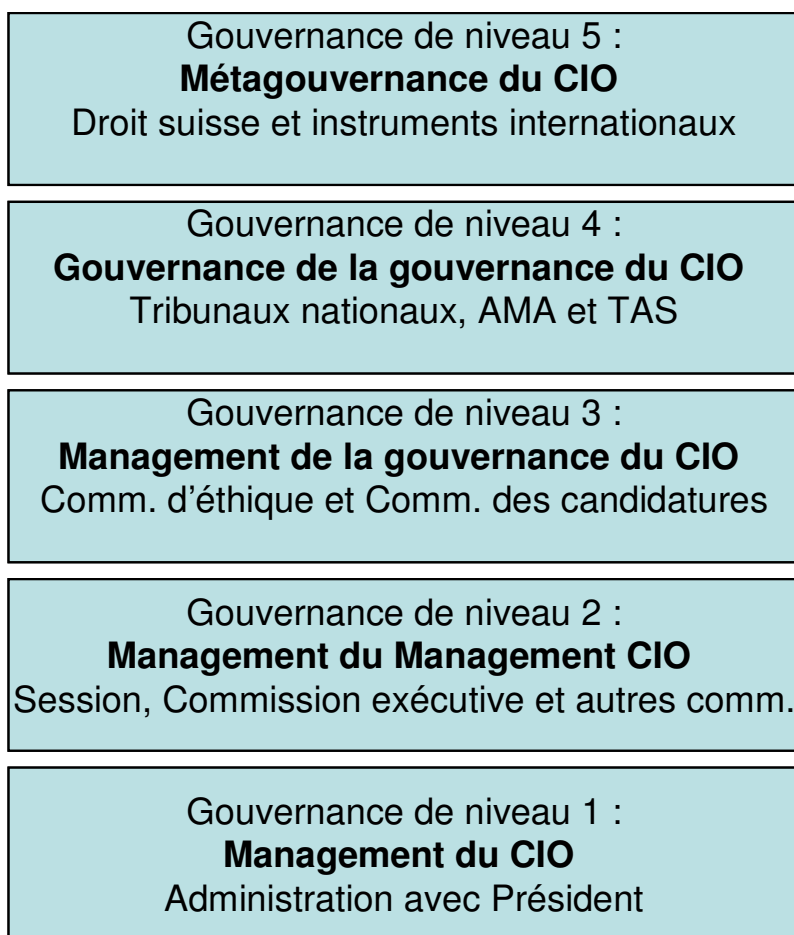 Gouvernance de niveau 5 :
Métagouvernance du CIO
Droit suisse et instruments internationaux
Gouvernance de niveau 4 :
Gouvernance de la gouvernance du CIO
Tribunaux nationaux, AMA et TAS
Gouvernance de niveau 3 :
Management de la gouvernance du CIO
Comm. d'éthique et Comm. des candidatures
Gouvernance de niveau 2 :
Management du Management CIO
Session, Commission exécutive et autres comm.
Gouvernance de niveau 1 :
Management du CIO
Administration avec Président